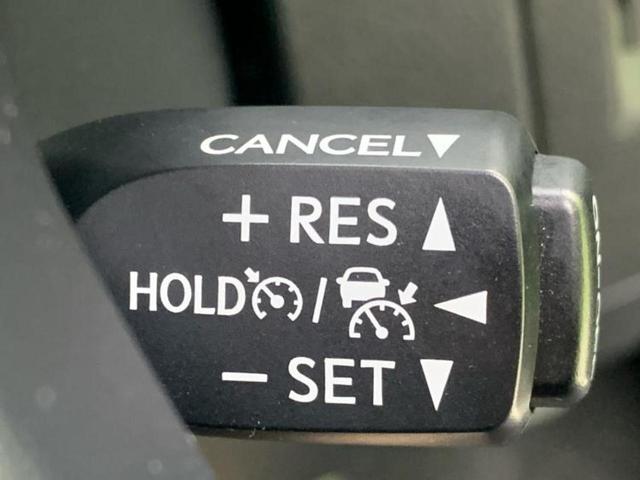 CANCEL▼
+ RES ▲
HOLD / ◀
− SET ▼